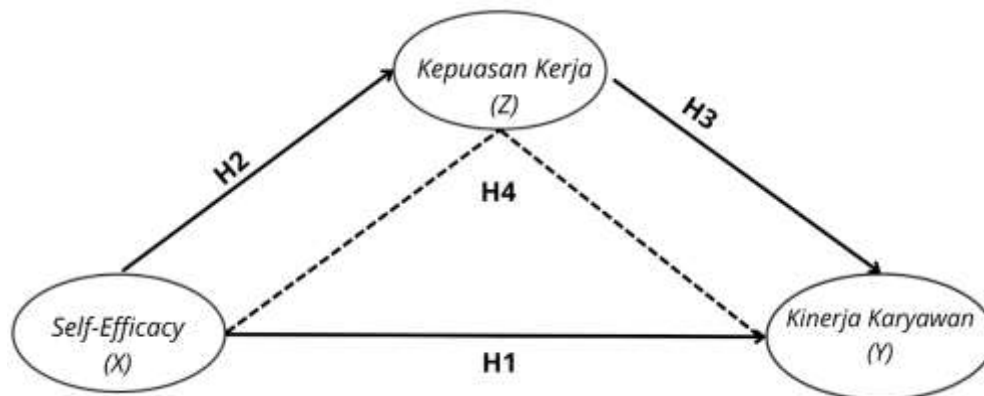 Kepuasan Kerja
(Z)
H2
H3
H4
Self-Efficacy
(X)
Kinerja Karyawan
(Y)
H1